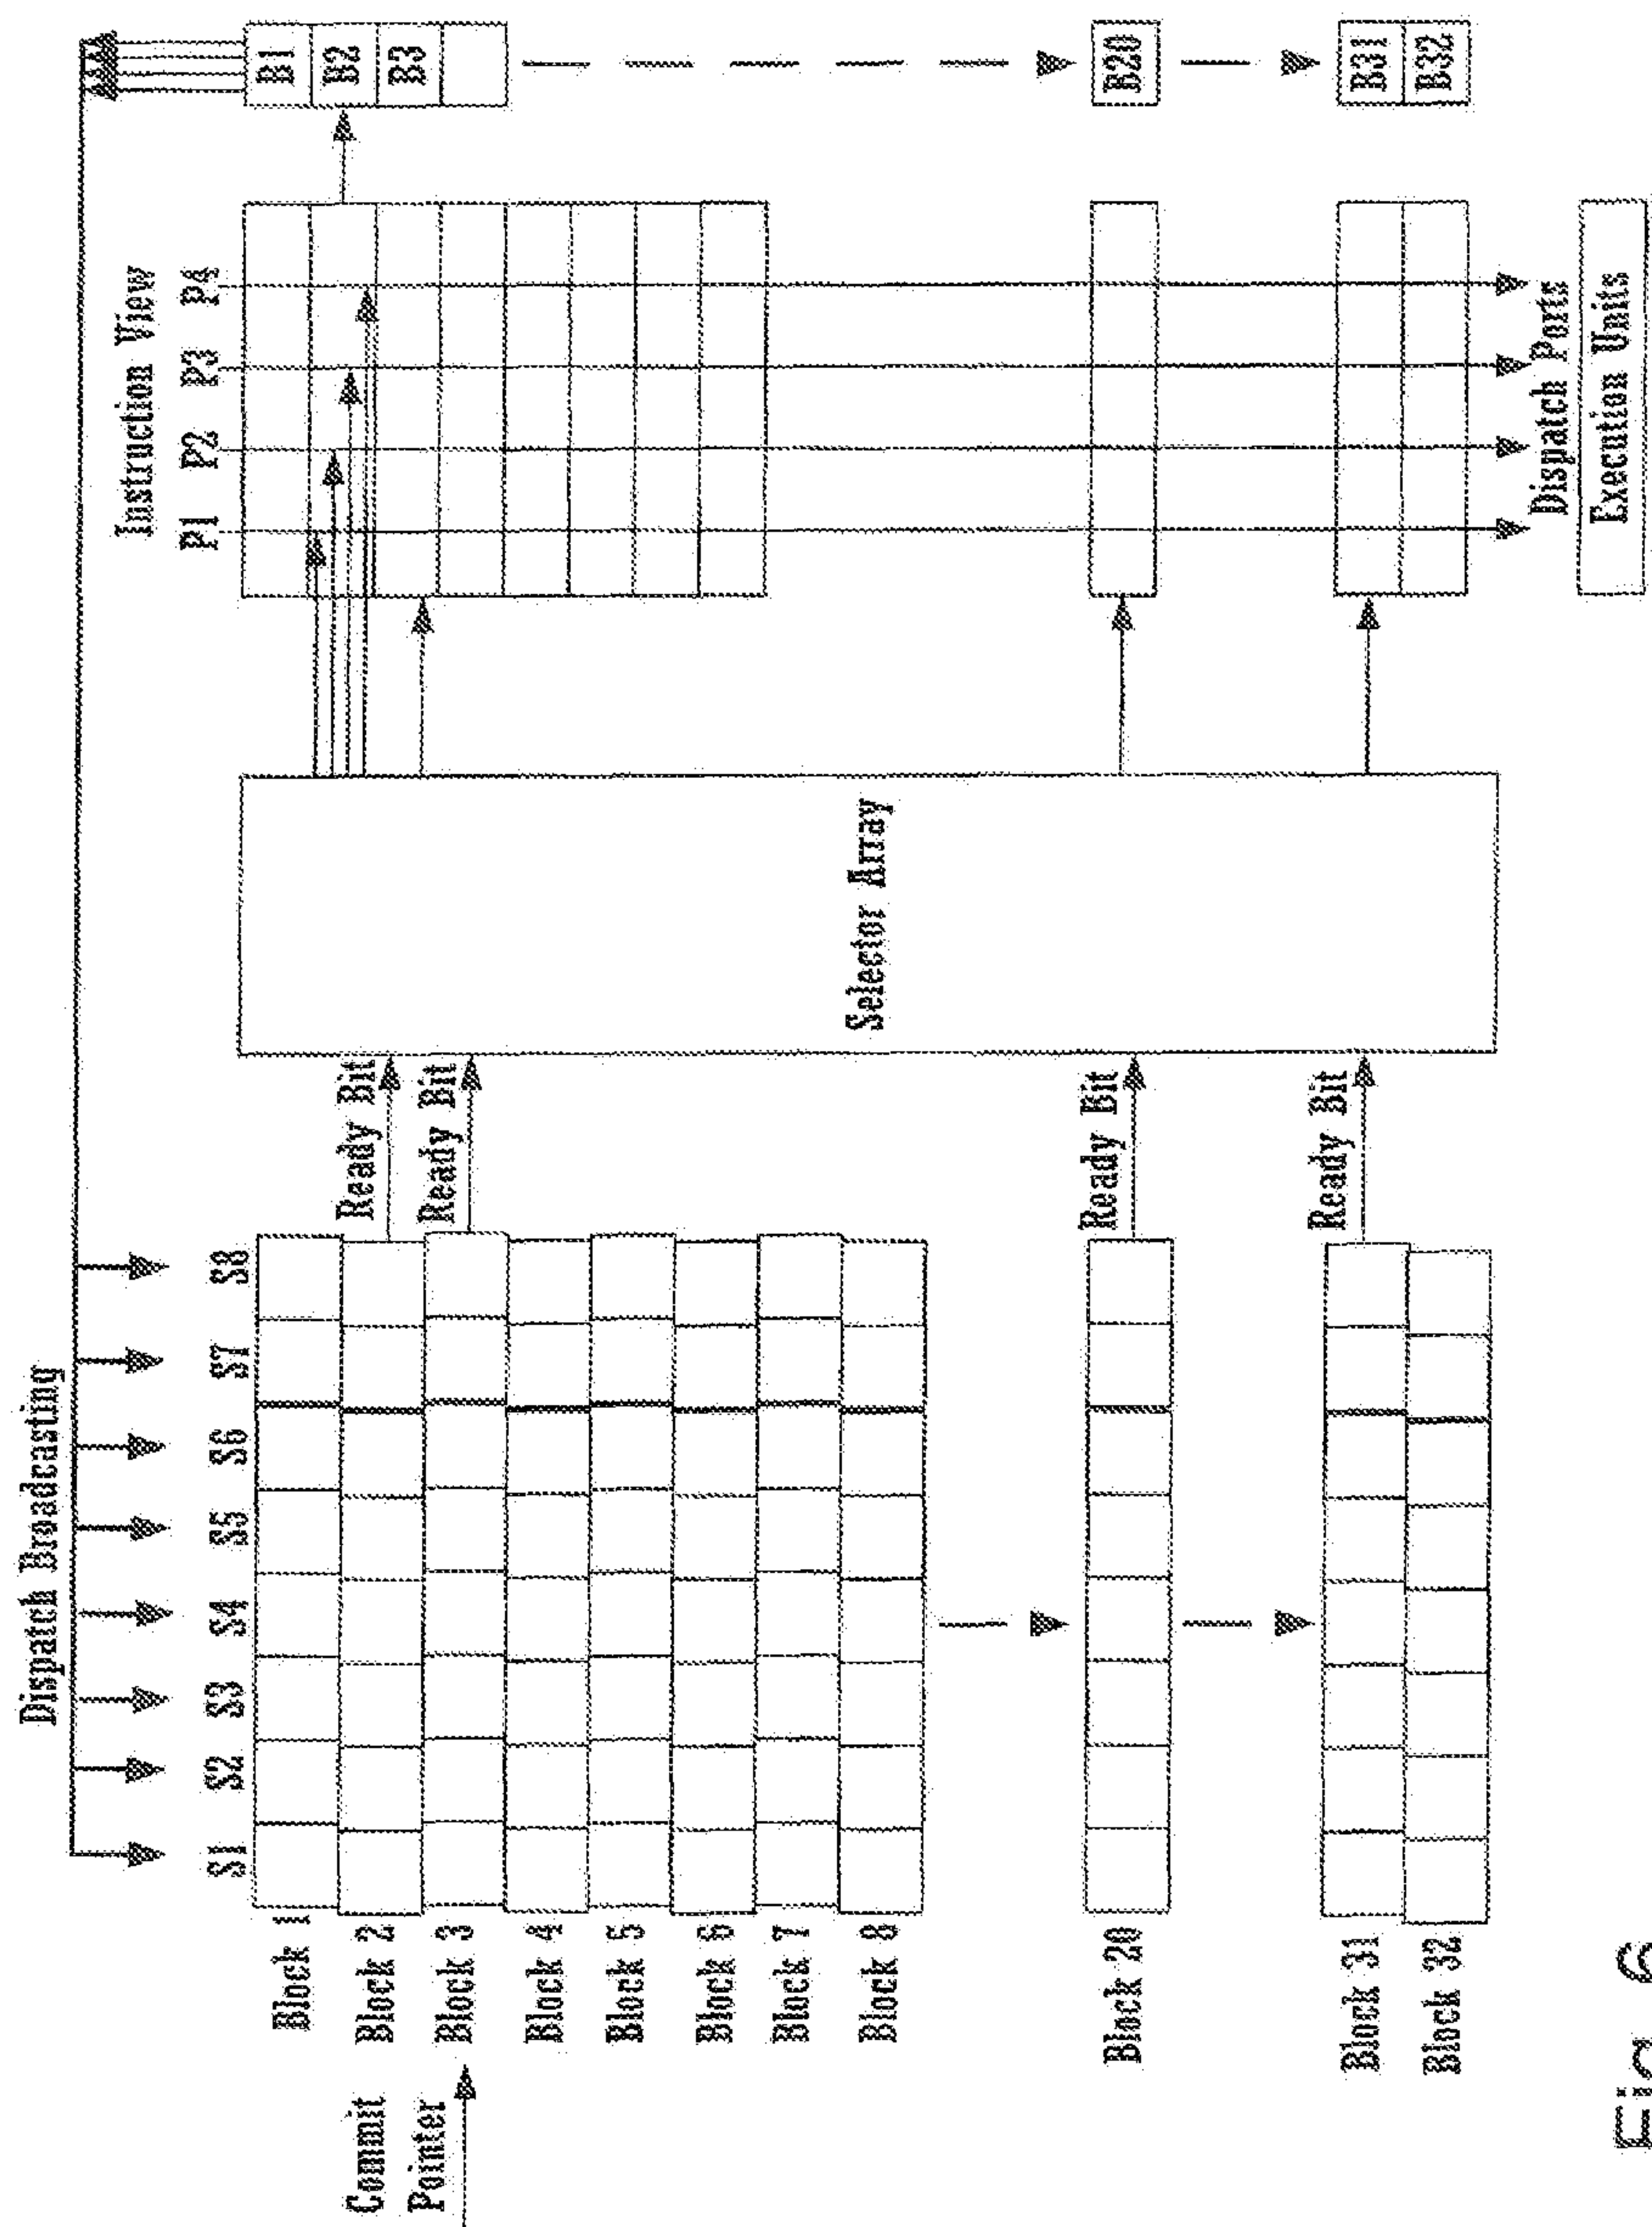 Dispatch Broadcasting
S1 S2 S3 S4 S5 S6 S7 S8
Block 1
Block 2
Block 3
Block 4
Block 5
Block 6
Block 7
Block 8
Block 20
Block 31
Block 32
Commit
Pointer
Ready Bit
Ready Bit
Ready Bit
Ready Bit
Selector Array
Instruction View
P1 P2 P3 P4
Dispatch Ports
Execution Units
B1
B2
B3
B20
B31
B32
Fig. 6